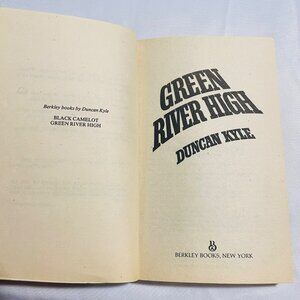 Berkley books by Duncan Kyle
BLACK CAMELOT
GREEN RIVER HIGH
GREEN
RIVER HIGH
DUNCAN KYLE
BERKLEY BOOKS, NEW YORK